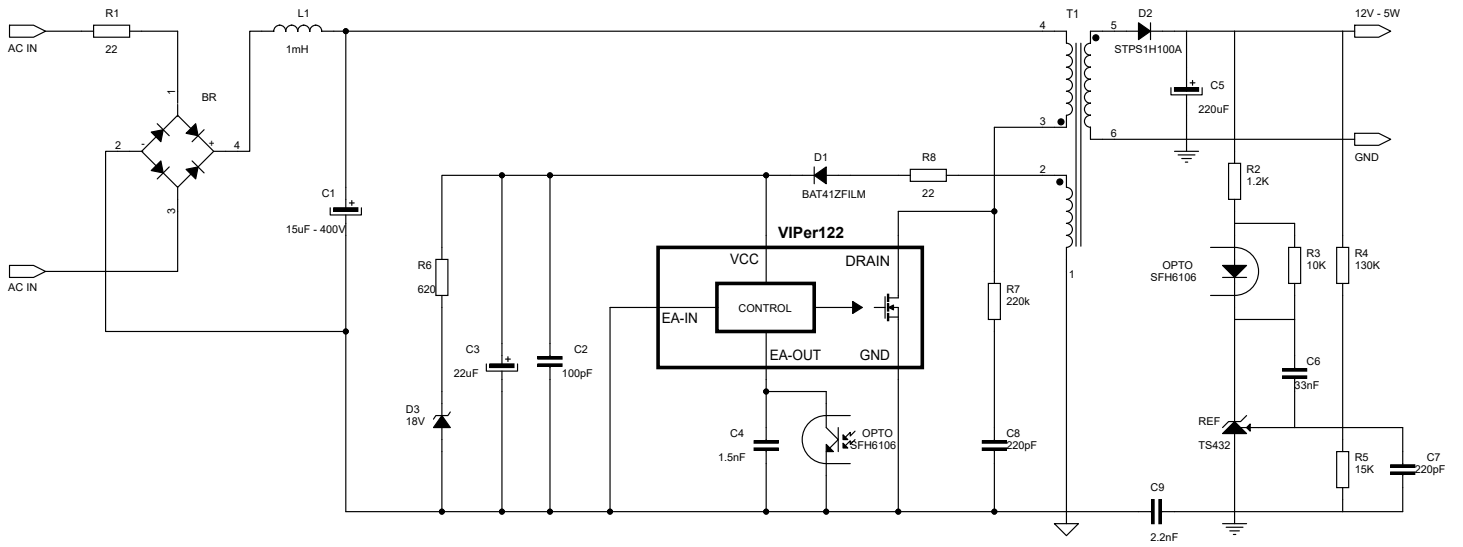 R1
AC IN
22
L1
1mH
4
T1
5
D2
STPS1H100A
12V - 5W
C5
+
220uF
3
6
GND
BR
1
2
-
+
4
3
AC IN
C1
+
15uF - 400V
D1
BAT41ZFILM
R8
22
2
R2
1.2K
VIPer122
VCC
DRAIN
CONTROL
EA-IN
EA-OUT
GND
1
OPTO
SFH6106
R3
10K
R4
130K
R6
620
R7
220k
C3
+
22uF
C2
100pF
C6
33nF
D3
18V
C4
1.5nF
OPTO
SFH6106
C8
220pF
REF
TS432
R5
15K
C7
220pF
C9
2.2nF